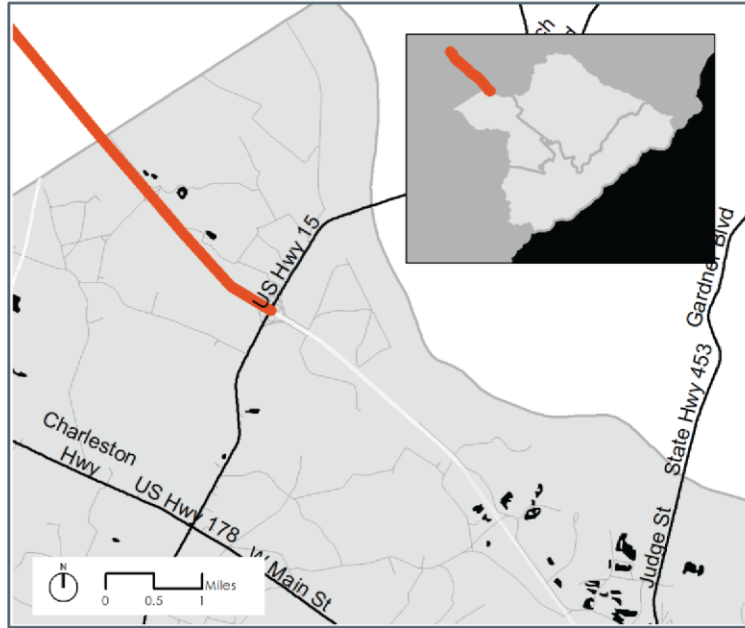 ch
d
US Hwy 15
Gardner Blvd
State Hwy 453
Charleston
Hwy
US Hwy 178
W Main St
Judge St
N
Miles
0 0.5 1